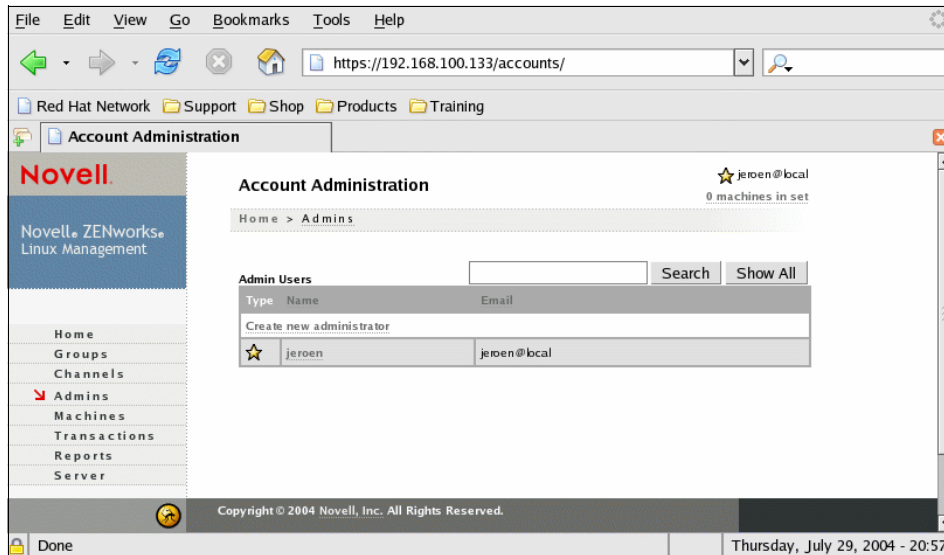 File Edit View Go Bookmarks Tools Help
https://192.168.100.133/accounts/
Red Hat Network Support Shop Products Training
Account Administration
Novell.
Novell® ZENworks®
Linux Management
Home
Groups
Channels
Admins
Machines
Transactions
Reports
Server
Account Administration
jeroen@local
0 machines in set
Home > Admins
Admin Users
Search Show All
Type Name Email
Create new administrator
jeroen jeroen@local
Copyright © 2004 Novell, Inc. All Rights Reserved.
Done
Thursday, July 29, 2004 - 20:57